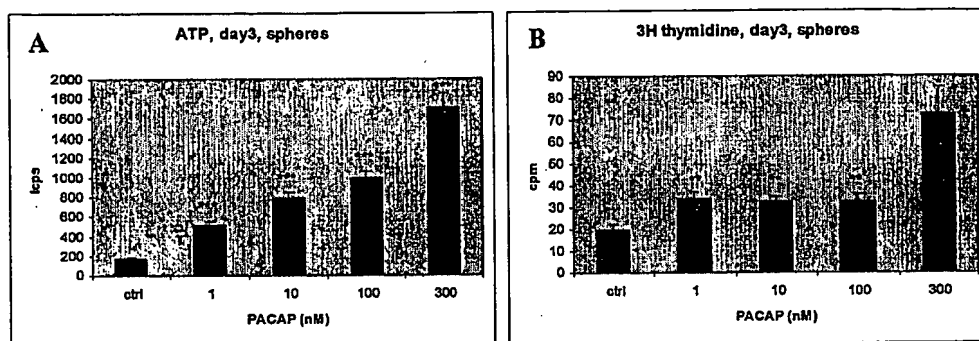 A
ATP, day3, spheres
lcps
2000
1800
1600
1400
1200
1000
800
600
400
200
0
ctrl 1 10 100 300
PACAP (nM)
B
3H thymidine, day3, spheres
cpm
90
80
70
60
50
40
30
20
10
0
ctrl 1 10 100 300
PACAP (nM)